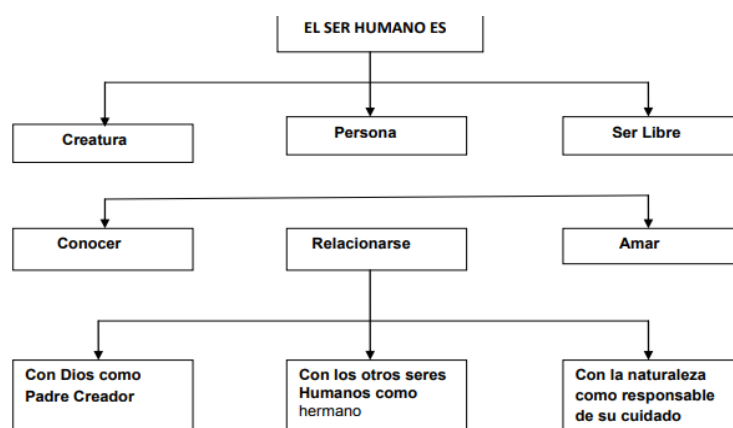 EL SER HUMANO ES
Creatura
Persona
Ser Libre
Conocer
Relacionarse
Amar
Con Dios como
Padre Creador
Con los otros seres
Humanos como
hermano
Con la naturaleza
como responsable
de su cuidado